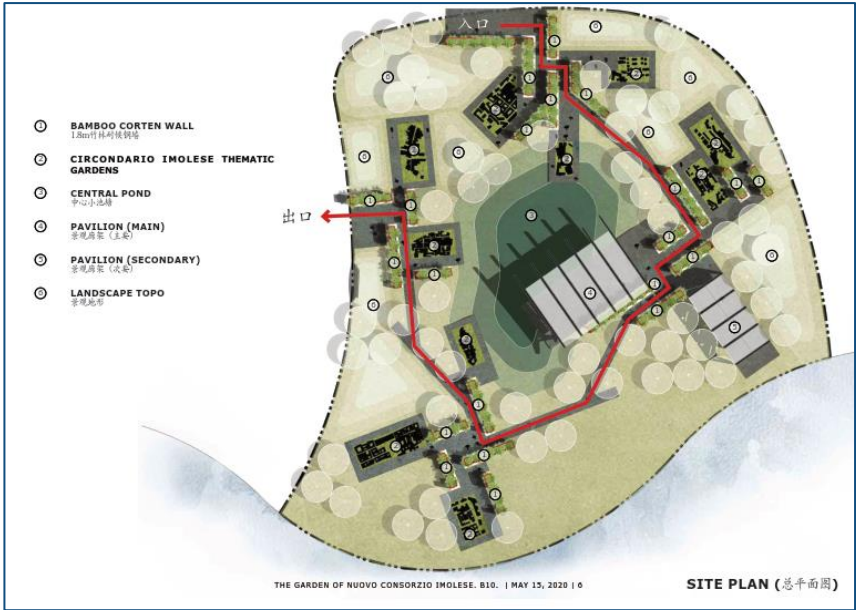 入口
出口
① BAMBOO CORTEN WALL
1.8m竹林耐候钢墙
② CIRCONDARIO IMOLESE THEMATIC
GARDENS
③ CENTRAL POND
中心小池塘
④ PAVILION (MAIN)
景观廊架（主要）
⑤ PAVILION (SECONDARY)
景观廊架（次要）
⑥ LANDSCAPE TOPO
景观地形
THE GARDEN OF NUOVO CONSORZIO IMOLESE. B10. | MAY 15, 2020 | 6
SITE PLAN (总平面图)